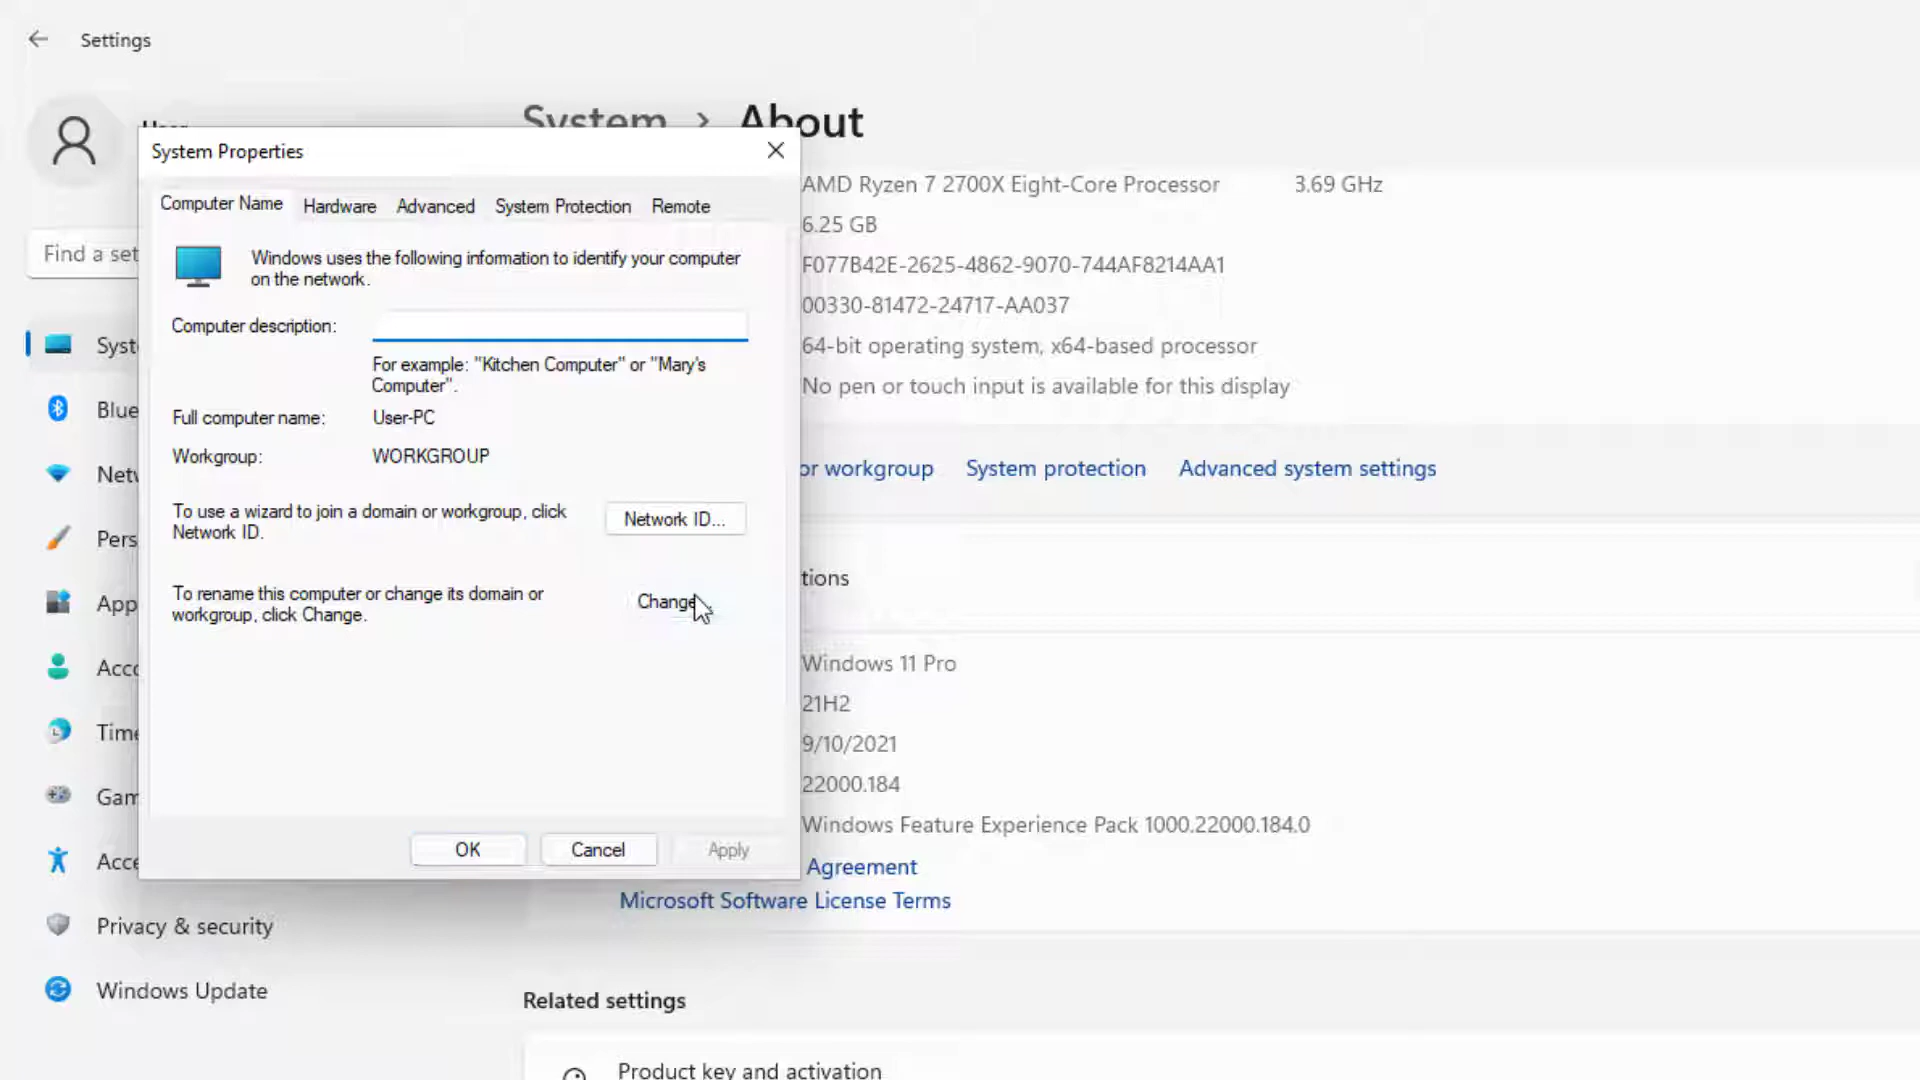 Settings
System > About
System Properties
Computer Name Hardware Advanced System Protection Remote
Windows uses the following information to identify your computer
on the network.
Computer description:
For example: "Kitchen Computer" or "Mary's
Computer".
Full computer name: User-PC
Workgroup: WORKGROUP
To use a wizard to join a domain or workgroup, click
Network ID.
Network ID...
To rename this computer or change its domain or
workgroup, click Change.
Change
OK Cancel Apply
Find a set
Syst
Blue
Netw
Pers
App
Acco
Time
Gam
Acce
Privacy & security
Windows Update
AMD Ryzen 7 2700X Eight-Core Processor 3.69 GHz
6.25 GB
F077B42E-2625-4862-9070-744AF8214AA1
00330-81472-24717-AA037
64-bit operating system, x64-based processor
No pen or touch input is available for this display
or workgroup System protection Advanced system settings
tions
Windows 11 Pro
21H2
9/10/2021
22000.184
Windows Feature Experience Pack 1000.22000.184.0
Agreement
Microsoft Software License Terms
Related settings
Product key and activation